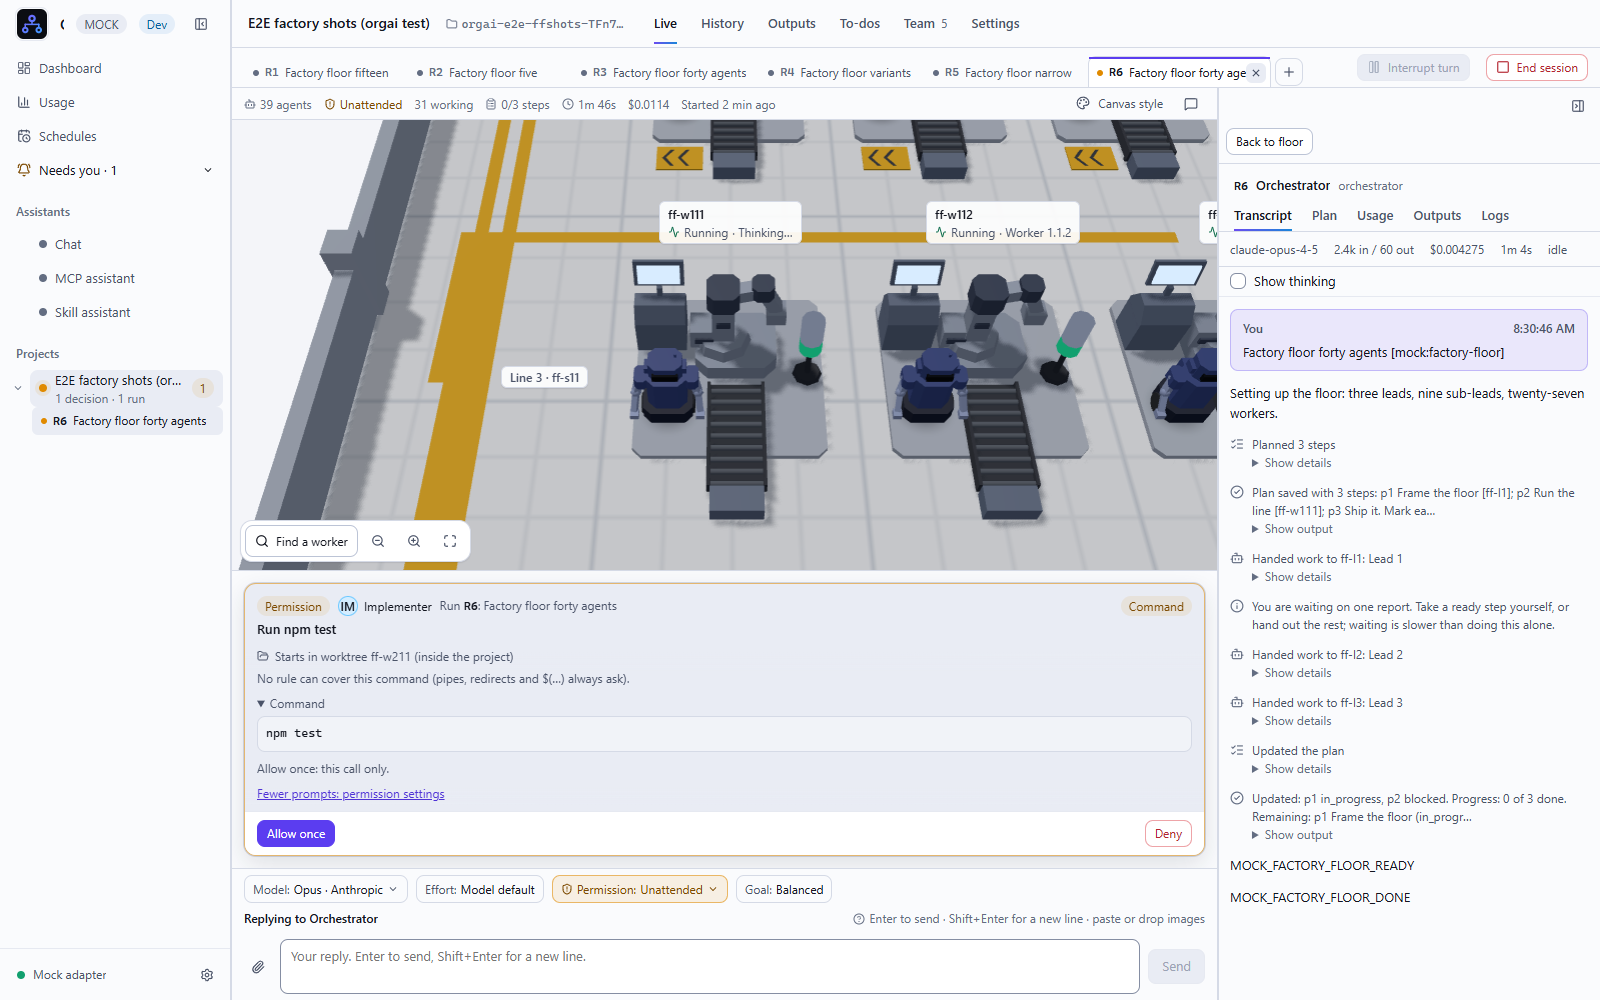 MOCK
Dev
Dashboard
Usage
Schedules
Needs you · 1
Assistants
Chat
MCP assistant
Skill assistant
Projects
E2E factory shots (or...
1
1 decision · 1 run
R6 Factory floor forty agents
Mock adapter
E2E factory shots (orgai test)
orgai-e2e-ffshots-TFn7…
Live
History
Outputs
To-dos
Team 5
Settings
R1 Factory floor fifteen
R2 Factory floor five
R3 Factory floor forty agents
R4 Factory floor variants
R5 Factory floor narrow
R6 Factory floor forty age
Interrupt turn
End session
39 agents
Unattended
31 working
0/3 steps
1m 46s
$0.0114
Started 2 min ago
Canvas style
ff-w111
Running · Thinking...
ff-w112
Running · Worker 1.1.2
Line 3 · ff-s11
Find a worker
Permission
IM
Implementer
Run R6: Factory floor forty agents
Command
Run npm test
Starts in worktree ff-w211 (inside the project)
No rule can cover this command (pipes, redirects and $(...) always ask).
Command
npm test
Allow once: this call only.
Fewer prompts: permission settings
Allow once
Deny
Model: Opus · Anthropic
Effort: Model default
Permission: Unattended
Goal: Balanced
Replying to Orchestrator
Enter to send · Shift+Enter for a new line · paste or drop images
Your reply. Enter to send, Shift+Enter for a new line.
Send
Back to floor
R6 Orchestrator orchestrator
Transcript
Plan
Usage
Outputs
Logs
claude-opus-4-5
2.4k in / 60 out
$0.004275
1m 4s
idle
Show thinking
You
8:30:46 AM
Factory floor forty agents [mock:factory-floor]
Setting up the floor: three leads, nine sub-leads, twenty-seven
workers.
Planned 3 steps
Show details
Plan saved with 3 steps: p1 Frame the floor [ff-l1]; p2 Run the
line [ff-w111]; p3 Ship it. Mark ea...
Show output
Handed work to ff-l1: Lead 1
Show details
You are waiting on one report. Take a ready step yourself, or
hand out the rest; waiting is slower than doing this alone.
Handed work to ff-l2: Lead 2
Show details
Handed work to ff-l3: Lead 3
Show details
Updated the plan
Show details
Updated: p1 in_progress, p2 blocked. Progress: 0 of 3 done.
Remaining: p1 Frame the floor (in_progr...
Show output
MOCK_FACTORY_FLOOR_READY
MOCK_FACTORY_FLOOR_DONE